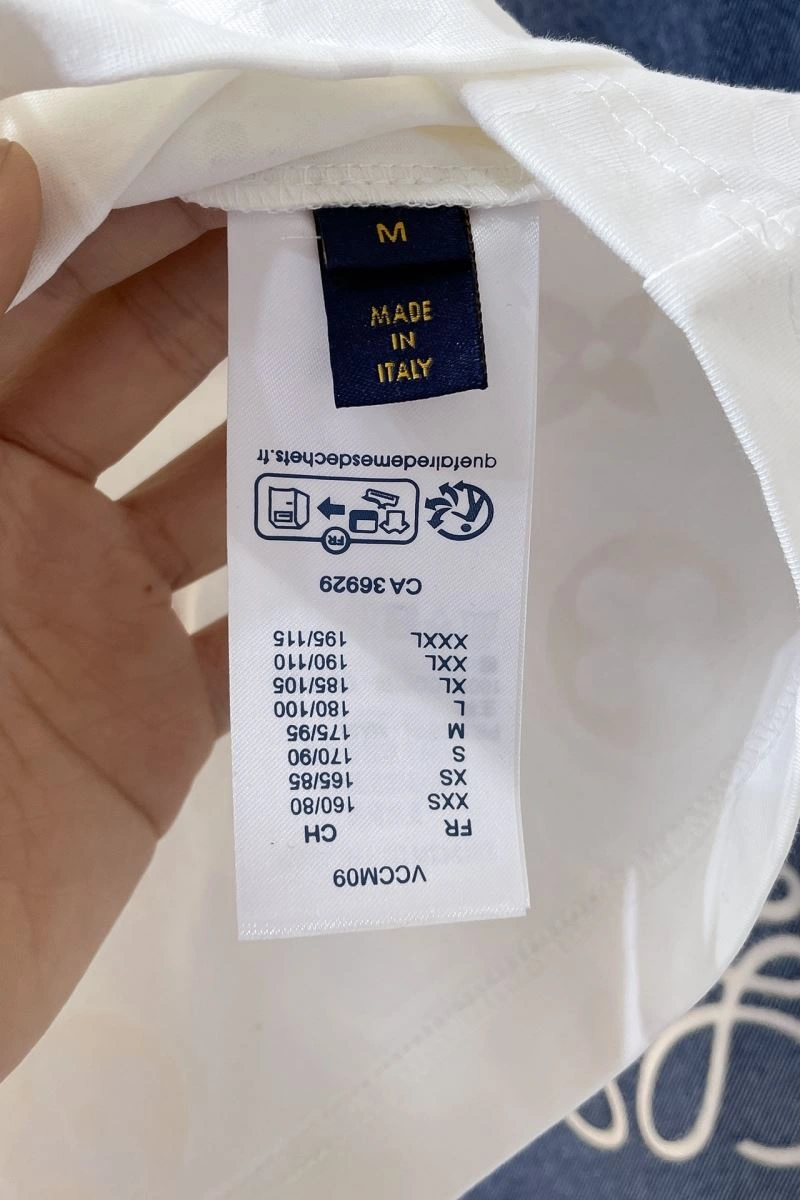 M
MADE
IN
ITALY
VCCM09
FR CH
XXS 160/80
XS 165/85
S 170/90
M 175/95
L 180/100
XL 185/105
XXL 190/110
XXXL 195/115
CA 36929
FR
quefairedemesdechets.fr